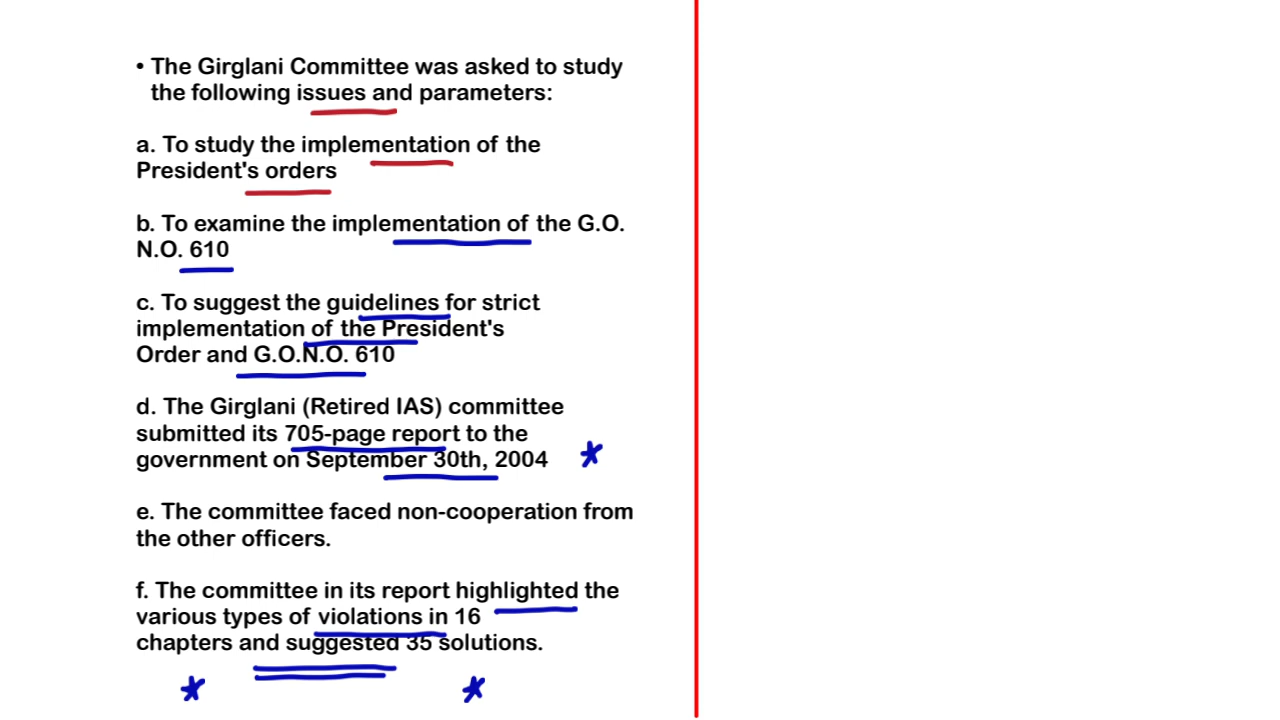 • The Girglani Committee was asked to study
the following issues and parameters:
a. To study the implementation of the
President's orders
b. To examine the implementation of the G.O.
N.O. 610
c. To suggest the guidelines for strict
implementation of the President's
Order and G.O.N.O. 610
d. The Girglani (Retired IAS) committee
submitted its 705-page report to the
government on September 30th, 2004
e. The committee faced non-cooperation from
the other officers.
f. The committee in its report highlighted the
various types of violations in 16
chapters and suggested 35 solutions.